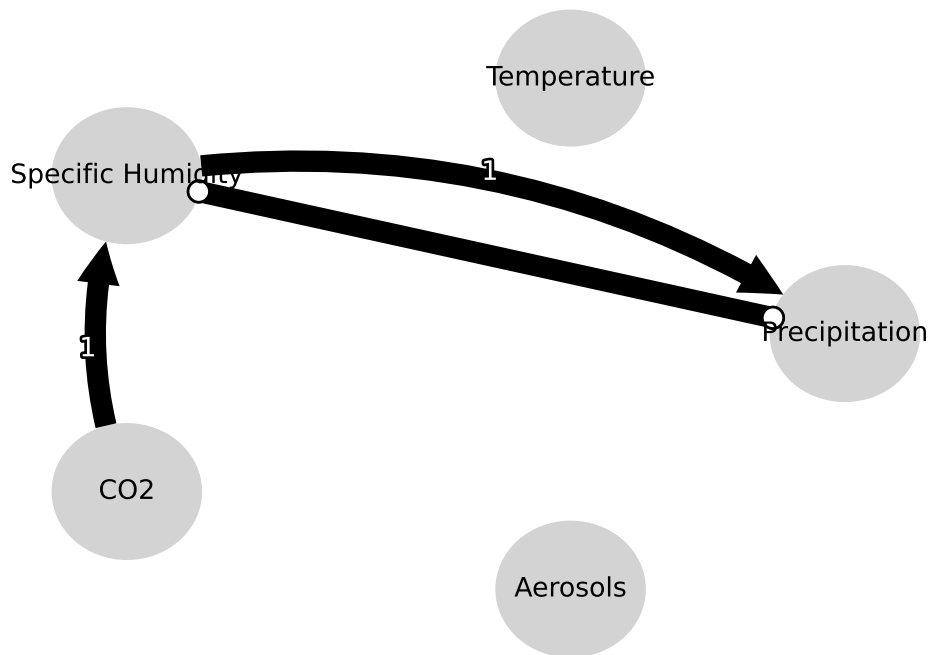 Temperature
1
Specific Humidity
Precipitation
1
CO2
Aerosols